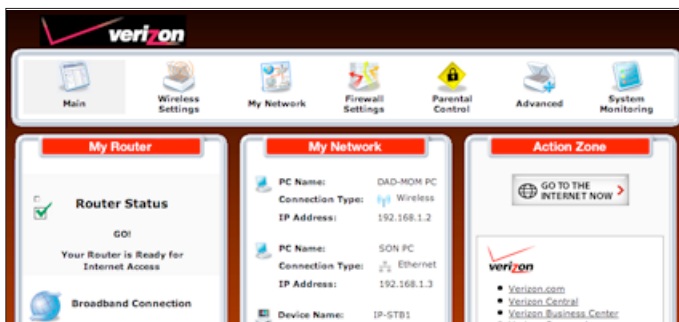 verizon
Main
Wireless Settings
My Network
Firewall Settings
Parental Control
Advanced
System Monitoring
My Router
Router Status
GO!
Your Router is Ready for
Internet Access
Broadband Connection
My Network
PC Name: DAD-MOM PC
Connection Type: Wireless
IP Address: 192.168.1.2
PC Name: SON PC
Connection Type: Ethernet
IP Address: 192.168.1.3
Device Name: IP-STB1
Action Zone
GO TO THE
INTERNET NOW
verizon
Verizon.com
Verizon Central
Verizon Business Center